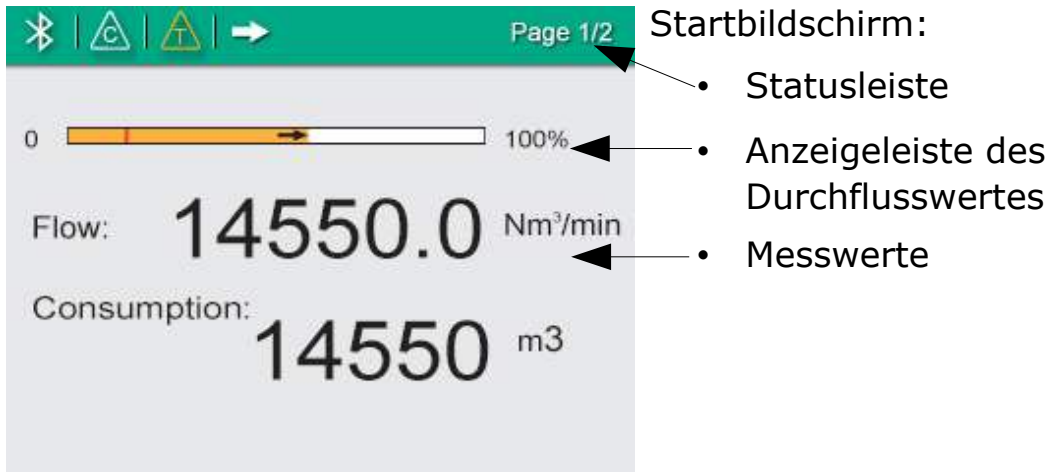 C T Page 1/2
0 100%
Flow: 14550.0 Nm³/min
Consumption: 14550 m3
Startbildschirm:
• Statusleiste
• Anzeigeleiste des
Durchflusswertes
• Messwerte